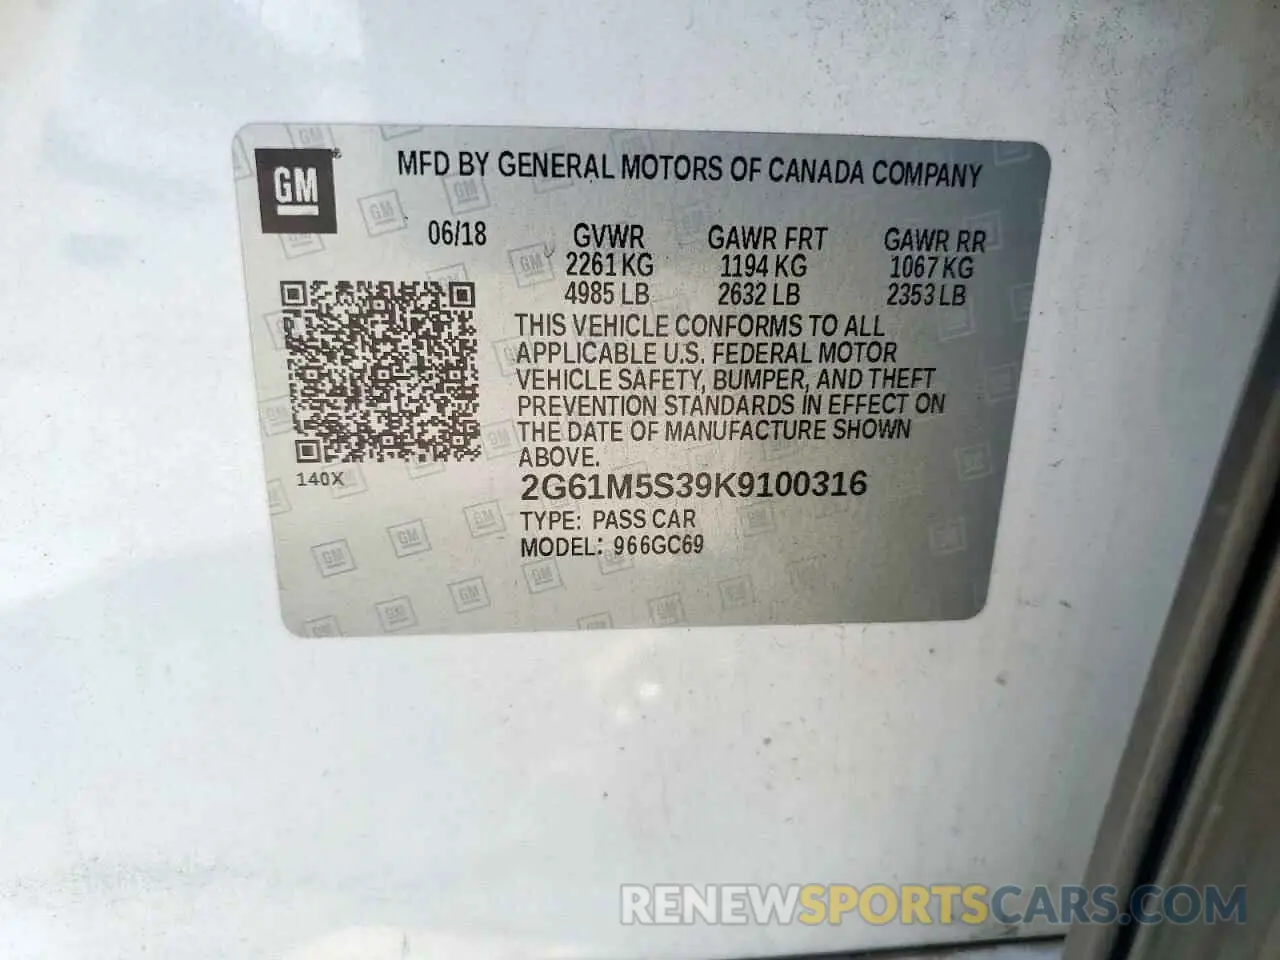 GM
MFD BY GENERAL MOTORS OF CANADA COMPANY
06/18 GVWR GAWR FRT GAWR RR
2261 KG 1194 KG 1067 KG
4985 LB 2632 LB 2353 LB
THIS VEHICLE CONFORMS TO ALL
APPLICABLE U.S. FEDERAL MOTOR
VEHICLE SAFETY, BUMPER, AND THEFT
PREVENTION STANDARDS IN EFFECT ON
THE DATE OF MANUFACTURE SHOWN
ABOVE.
140X
2G61M5S39K9100316
TYPE: PASS CAR
MODEL: 966GC69
RENEWSPORTSCARS.COM